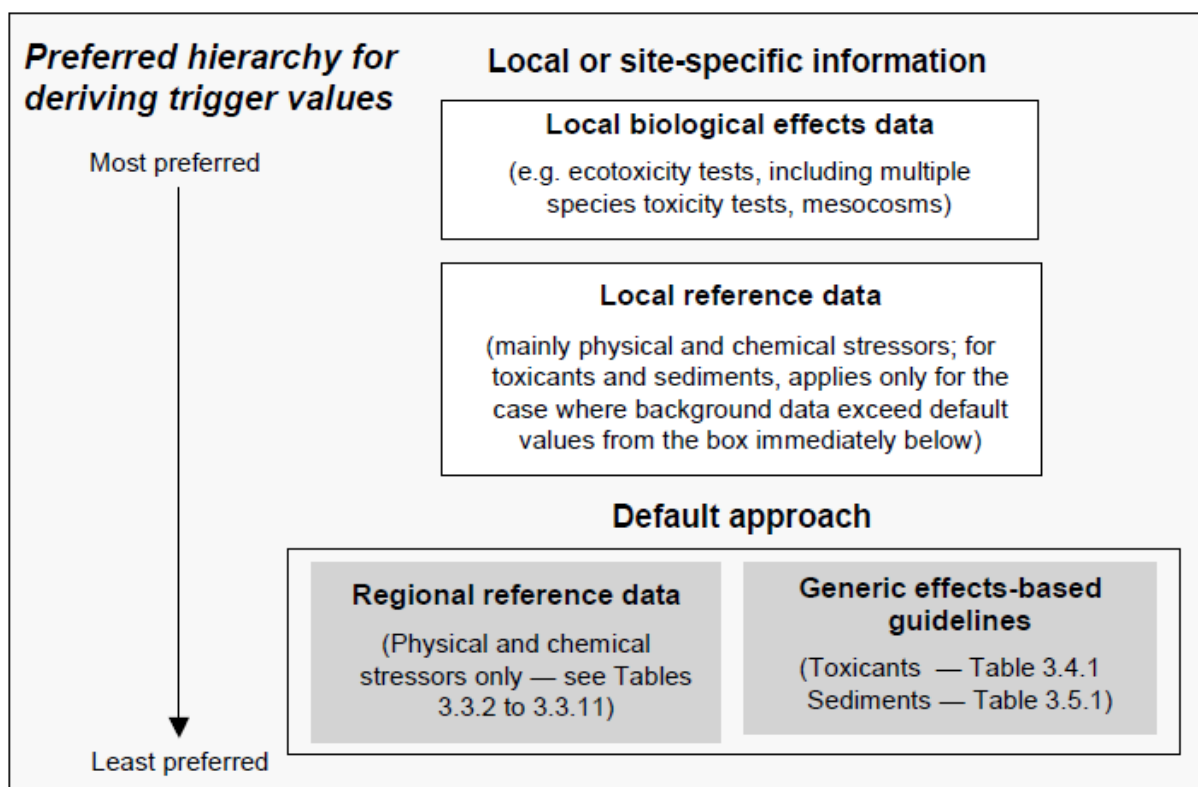 Preferred hierarchy for
deriving trigger values
Most preferred
Least preferred
Local or site-specific information
Local biological effects data
(e.g. ecotoxicity tests, including multiple
species toxicity tests, mesocosms)
Local reference data
(mainly physical and chemical stressors; for
toxicants and sediments, applies only for the
case where background data exceed default
values from the box immediately below)
Default approach
Regional reference data
(Physical and chemical
stressors only — see Tables
3.3.2 to 3.3.11)
Generic effects-based
guidelines
(Toxicants — Table 3.4.1
Sediments — Table 3.5.1)